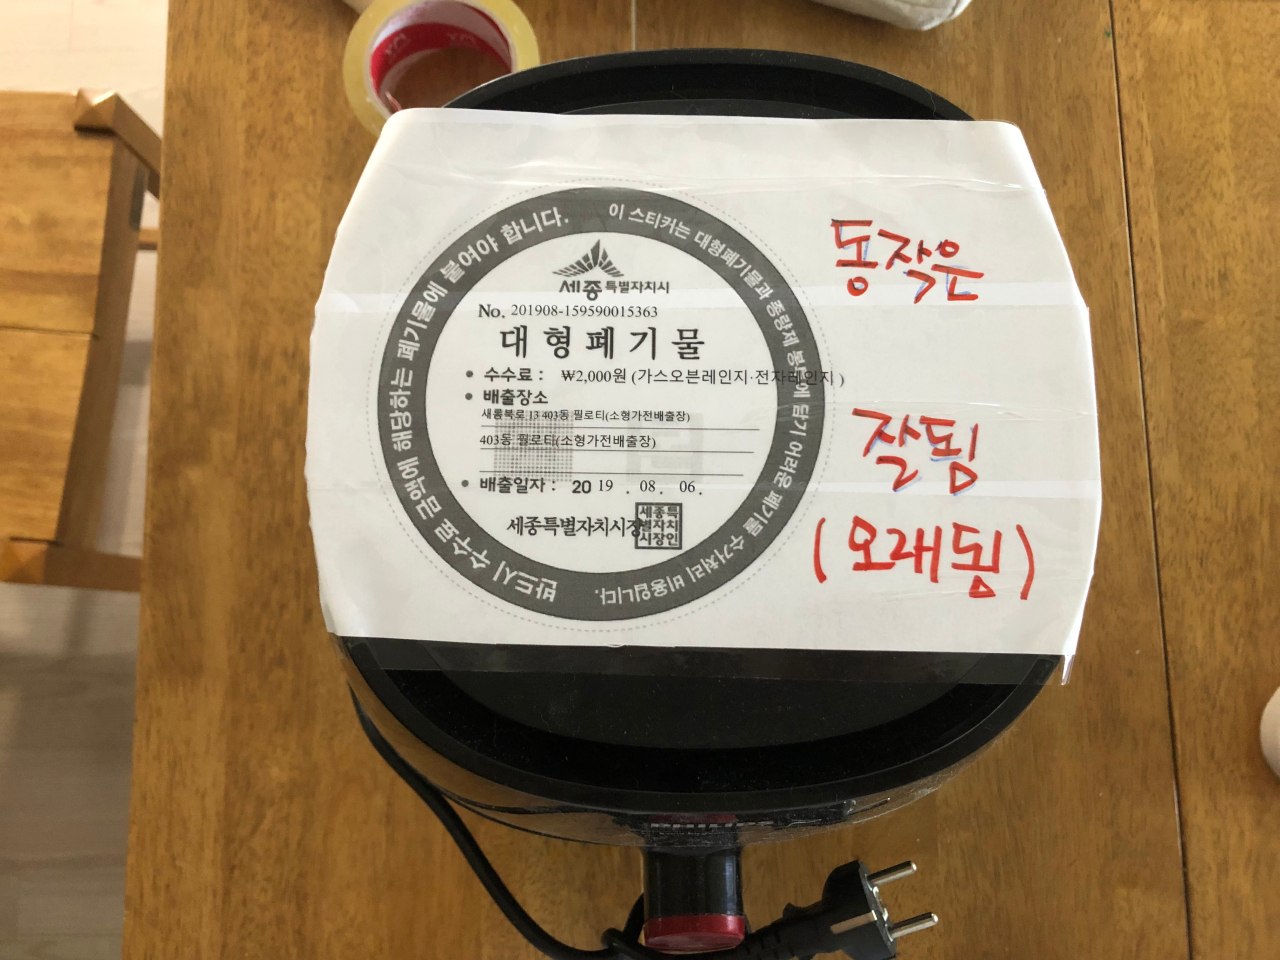 이 스티커는 대형폐기물과 종량제 봉투에 담기 어려운 폐기물 수거처리 비용입니다.
반드시 수수료 금액에 해당하는 폐기물에 붙여야 합니다.
세종특별자치시
No. 201908-159590015363
대형폐기물
• 수수료 : ₩2,000원 (가스오븐레인지·전자레인지 )
• 배출장소
새롬북로 13 403동 필로티(소형가전배출장)
403동 필로티(소형가전배출장)
• 배출일자 : 20 19 . 08. 06.
세종특별자치시장
세종특
별자치
시장인
동작은
잘됨
(오래됨)
PHILIPS